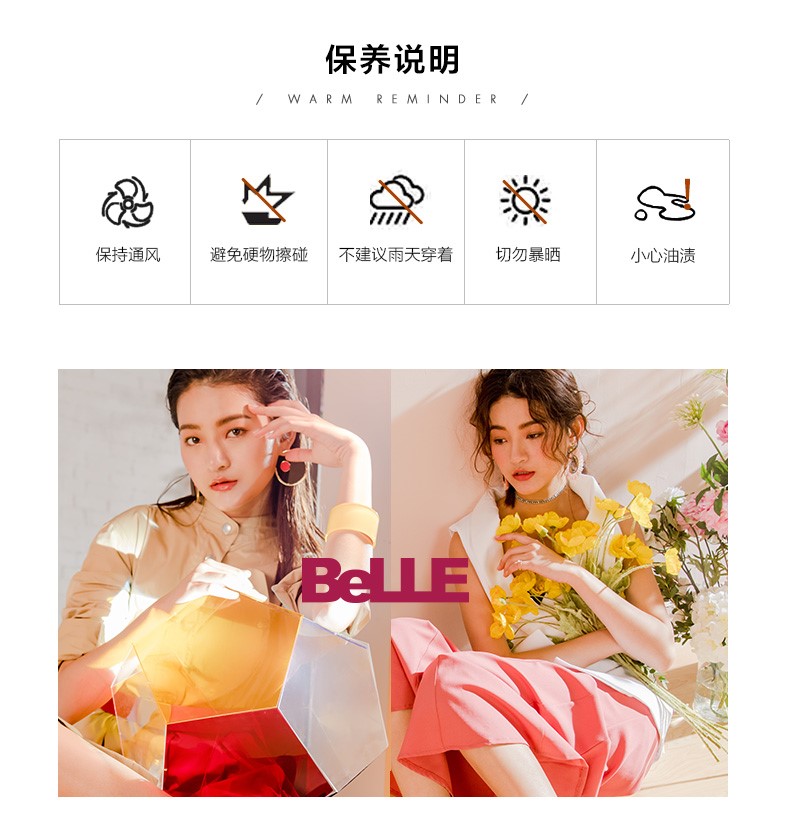 保养说明
/ WARM REMINDER /
保持通风
避免硬物擦碰
不建议雨天穿着
切勿暴晒
小心油渍
BeLLE